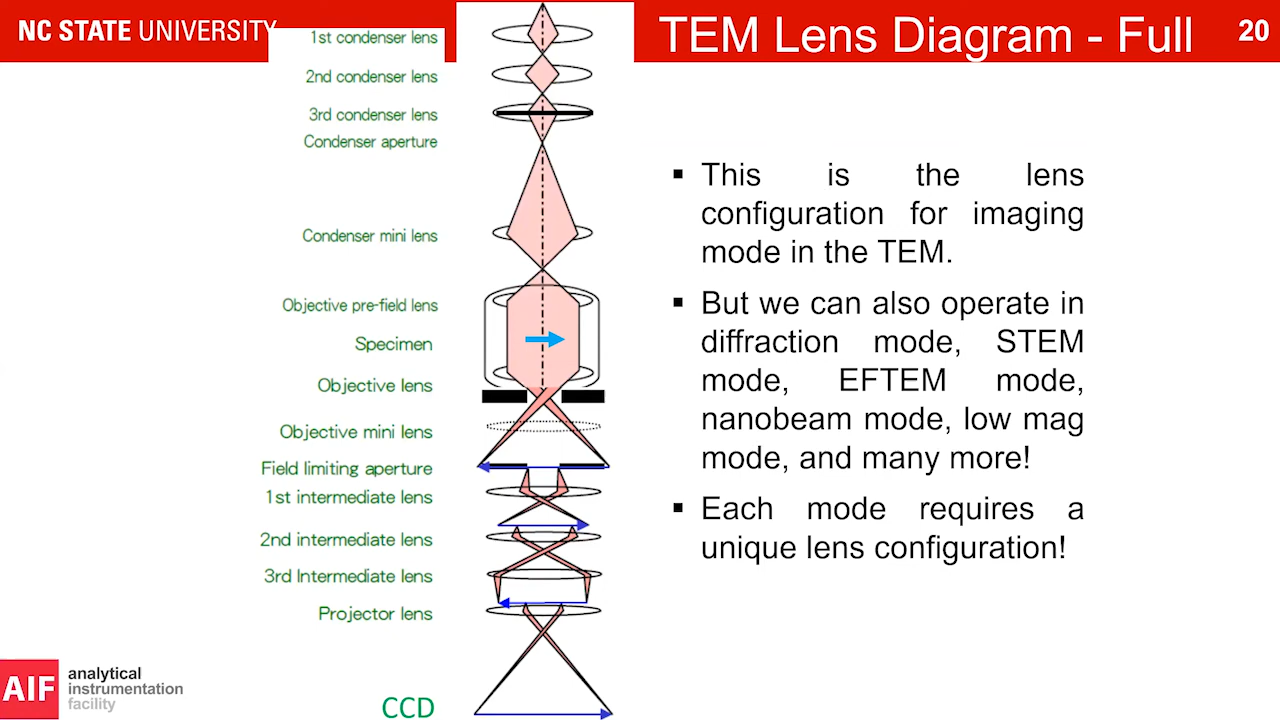 NC STATE UNIVERSITY
TEM Lens Diagram - Full
20
1st condenser lens
2nd condenser lens
3rd condenser lens
Condenser aperture
Condenser mini lens
Objective pre-field lens
Specimen
Objective lens
Objective mini lens
Field limiting aperture
1st intermediate lens
2nd intermediate lens
3rd Intermediate lens
Projector lens
CCD
▪ This is the lens
configuration for imaging
mode in the TEM.
▪ But we can also operate in
diffraction mode, STEM
mode, EFTEM mode,
nanobeam mode, low mag
mode, and many more!
▪ Each mode requires a
unique lens configuration!
AIF
analytical
instrumentation
facility